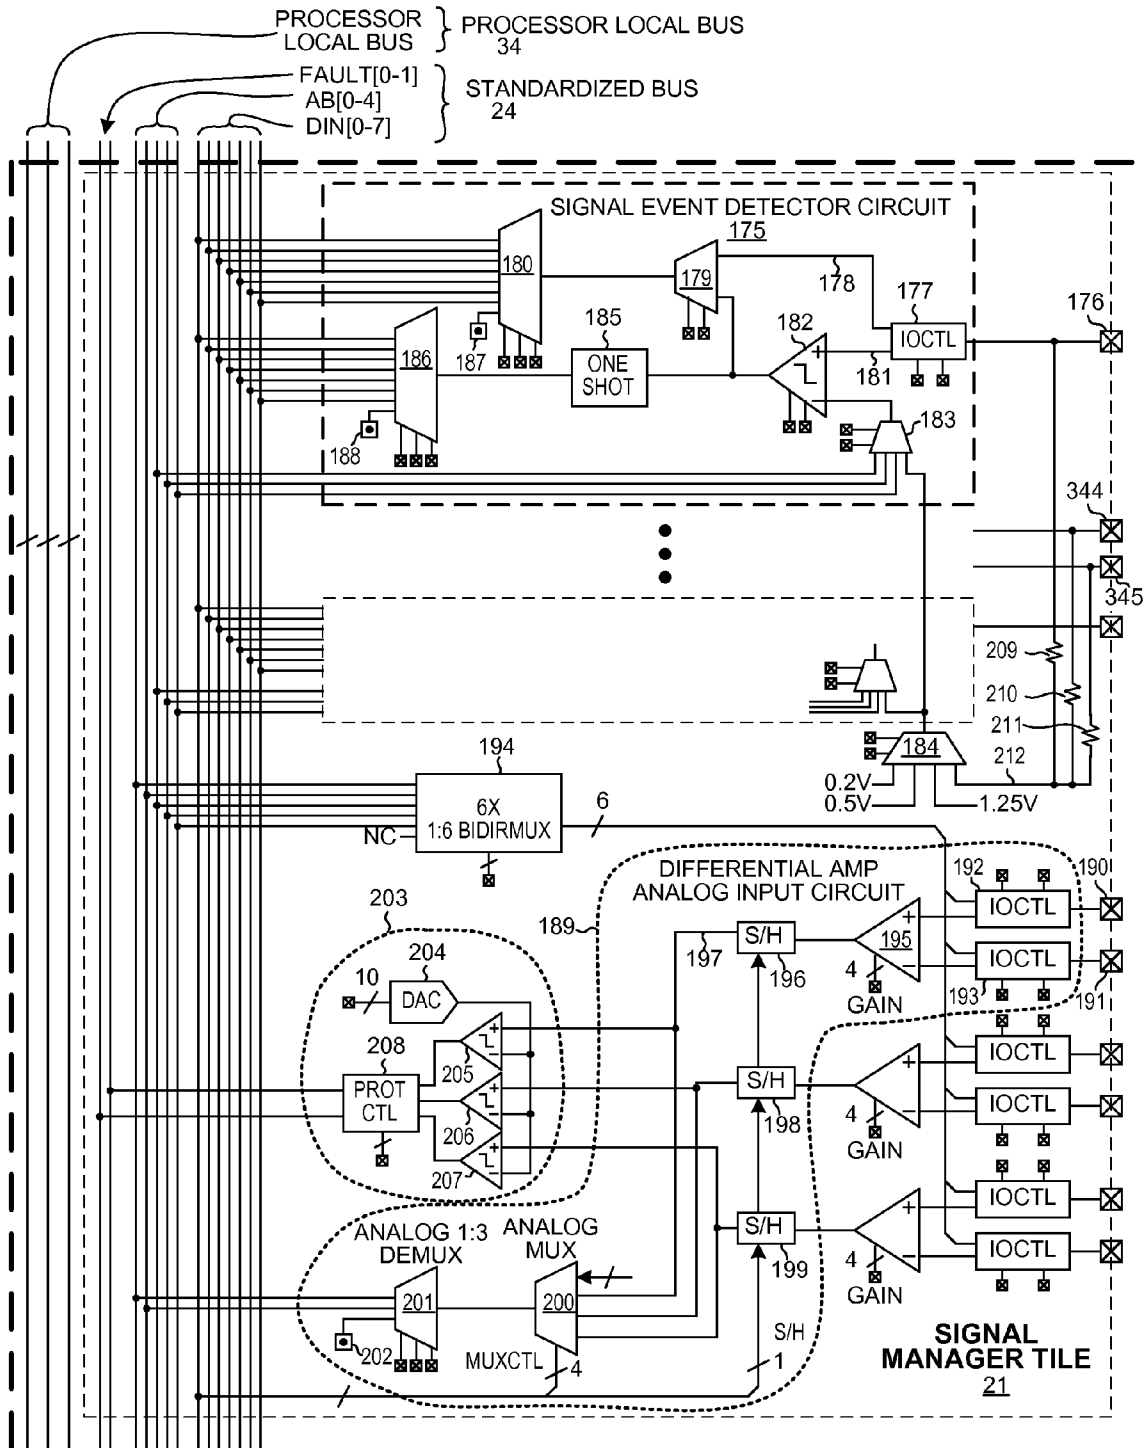 PROCESSOR
LOCAL BUS
PROCESSOR LOCAL BUS
34
FAULT[0-1]
AB[0-4]
DIN[0-7]
STANDARDIZED BUS
24
SIGNAL EVENT DETECTOR CIRCUIT
175
180
179
178
177
176
187
185
182
IOCTL
186
ONE
SHOT
181
188
183
344
345
209
210
211
184
212
0.2V
0.5V
1.25V
194
6X
1:6 BIDIRMUX
6
NC
DIFFERENTIAL AMP
ANALOG INPUT CIRCUIT
192
190
IOCTL
203
189
204
10
DAC
197
S/H
196
195
4
GAIN
IOCTL
193
191
208
PROT
CTL
205
206
207
S/H
198
4
GAIN
IOCTL
IOCTL
ANALOG 1:3
DEMUX
ANALOG
MUX
S/H
199
4
GAIN
IOCTL
IOCTL
201
200
202
MUXCTL
4
S/H
1
SIGNAL
MANAGER TILE
21